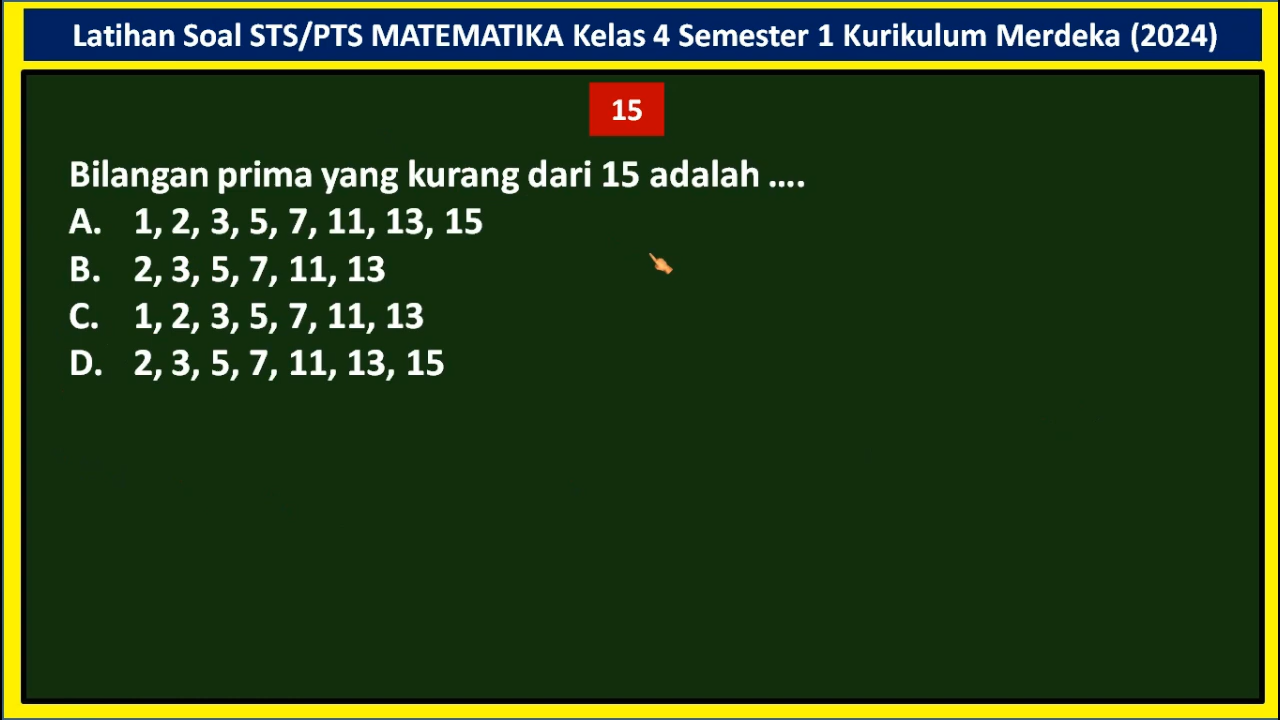 Latihan Soal STS/PTS MATEMATIKA Kelas 4 Semester 1 Kurikulum Merdeka (2024)
15
Bilangan prima yang kurang dari 15 adalah ....
A. 1, 2, 3, 5, 7, 11, 13, 15
B. 2, 3, 5, 7, 11, 13
C. 1, 2, 3, 5, 7, 11, 13
D. 2, 3, 5, 7, 11, 13, 15